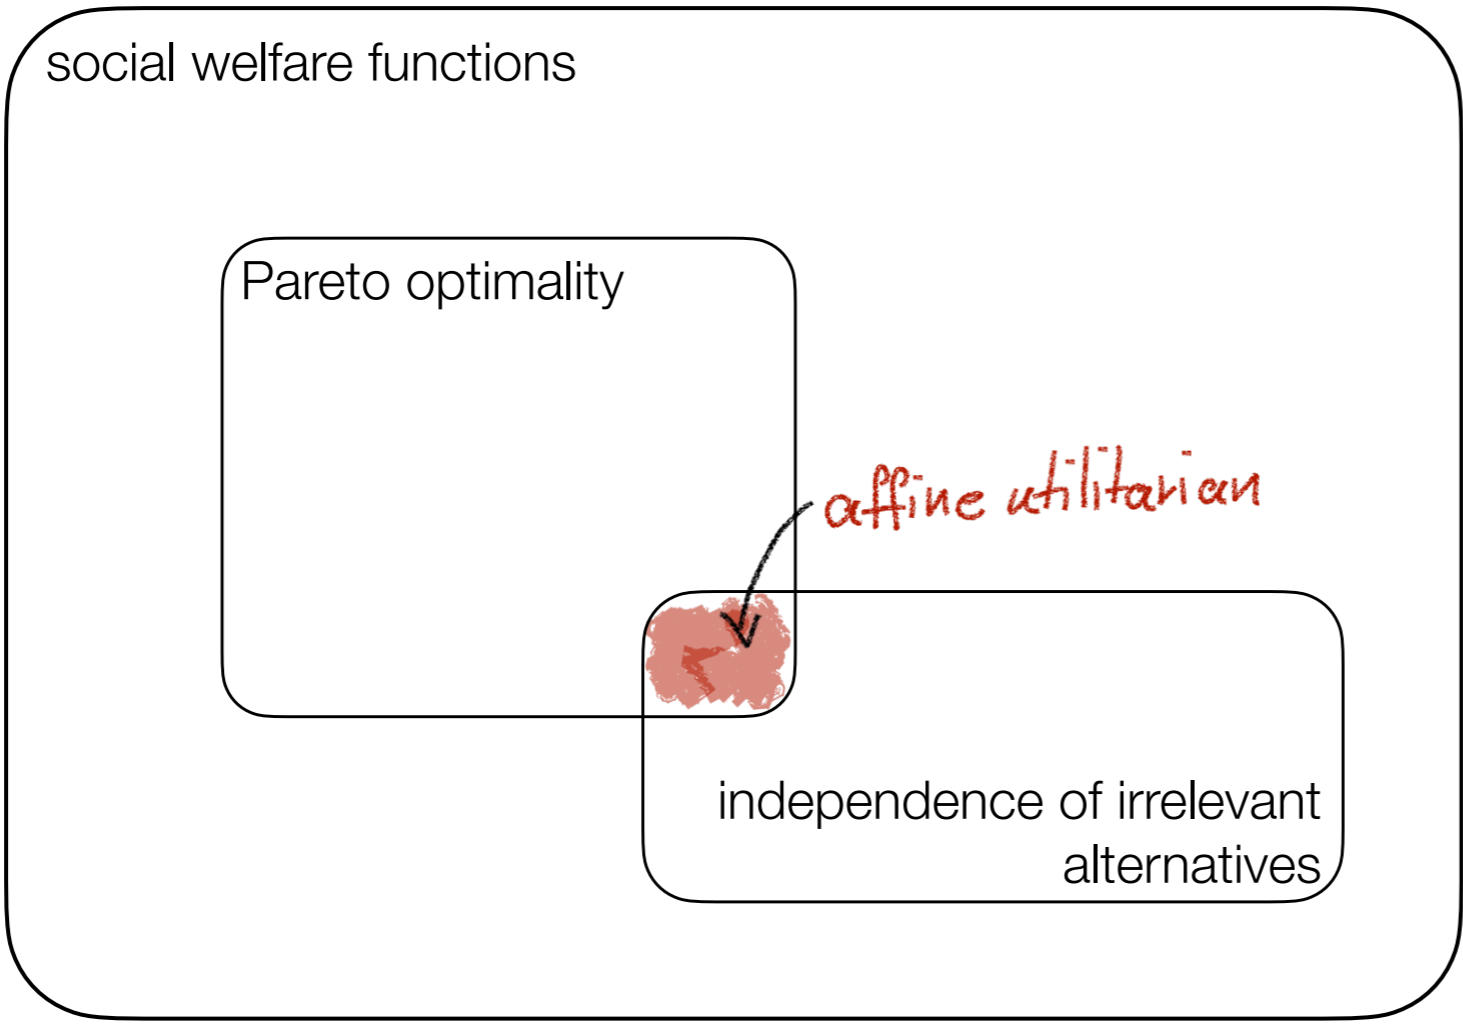 social welfare functions
Pareto optimality
affine utilitarian
independence of irrelevant
alternatives